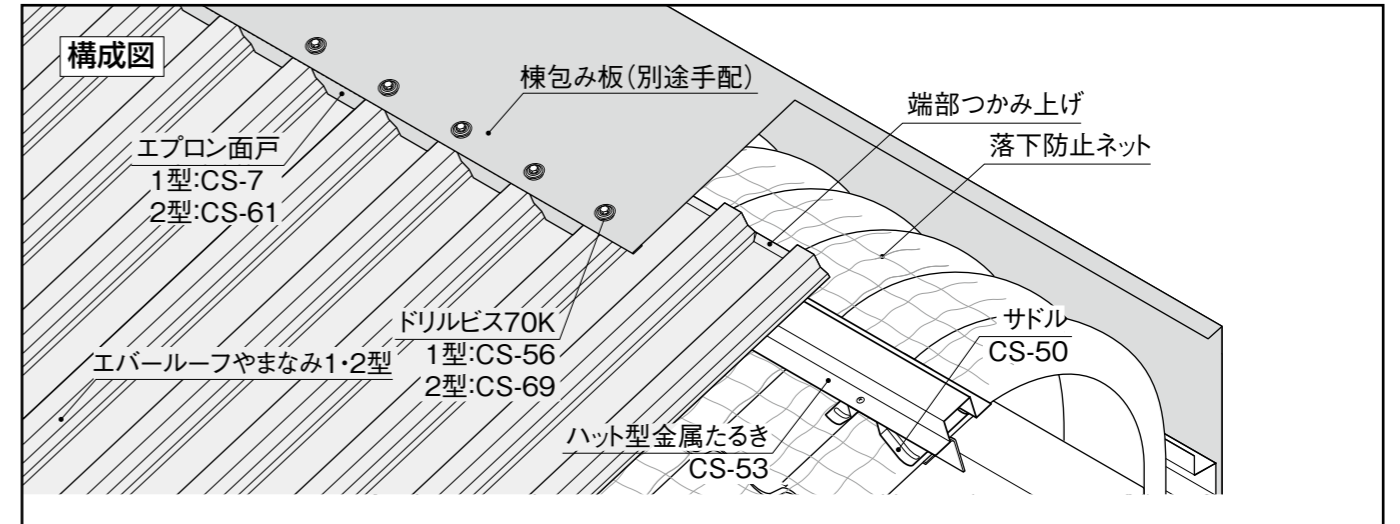 構成図
棟包み板(別途手配)
端部つかみ上げ
落下防止ネット
エプロン面戸
1型:CS-7
2型:CS-61
ドリルビス70K
1型:CS-56
2型:CS-69
サドル
CS-50
エバールーフやまなみ1・2型
ハット型金属たるき
CS-53